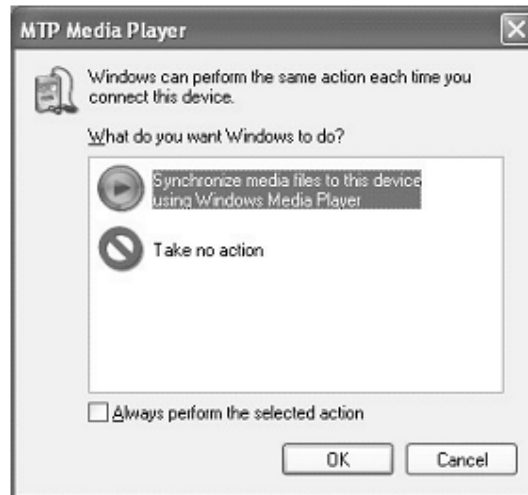 MTP Media Player
Windows can perform the same action each time you
connect this device.
What do you want Windows to do?
Synchronize media files to this device
using Windows Media Player
Take no action
Always perform the selected action
OK
Cancel